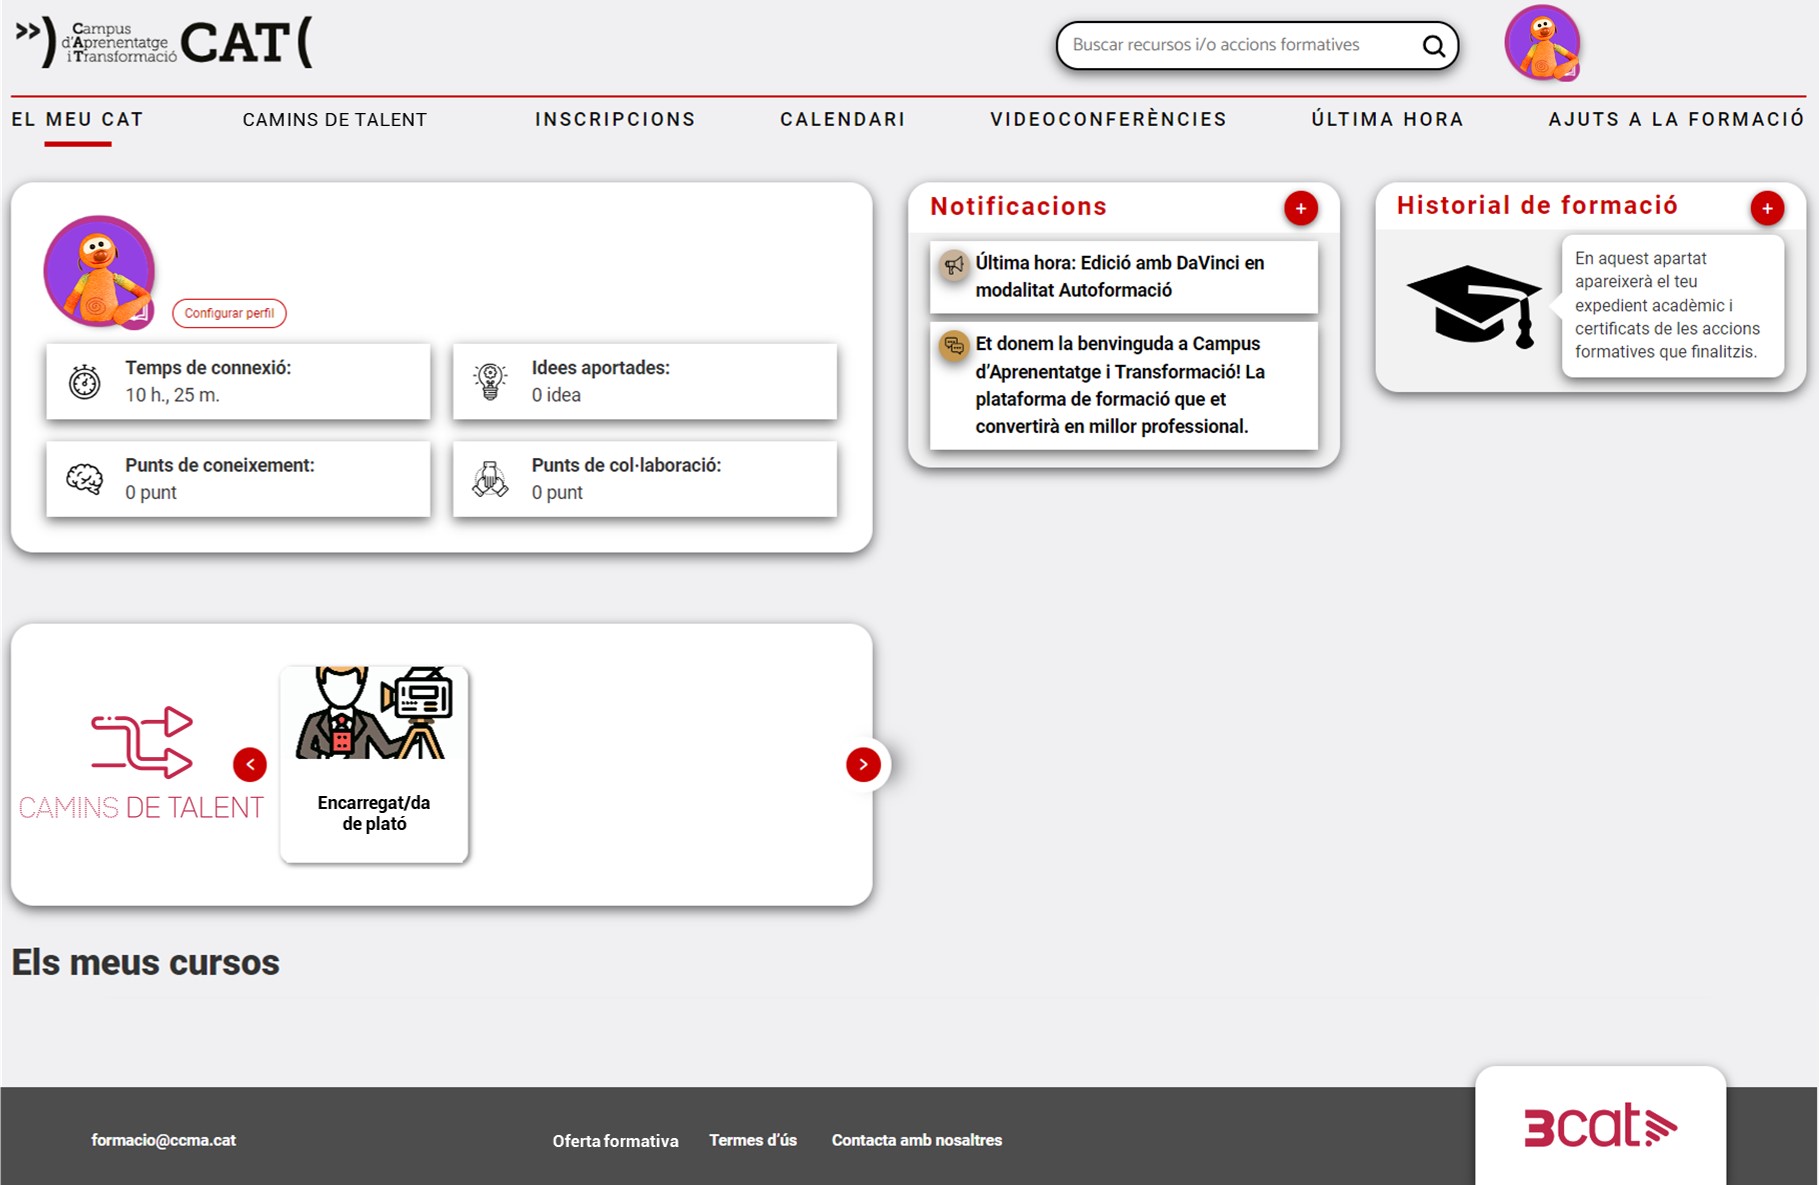 Campus
d'Aprenentatge
i Transformació
CAT
Buscar recursos i/o accions formatives
EL MEU CAT
CAMINS DE TALENT
INSCRIPCIONS
CALENDARI
VIDEOCONFERÈNCIES
ÚLTIMA HORA
AJUTS A LA FORMACIÓ
Configurar perfil
Temps de connexió:
10 h., 25 m.
Idees aportades:
0 idea
Punts de coneixement:
0 punt
Punts de col·laboració:
0 punt
Notificacions
+
Última hora: Edició amb DaVinci en
modalitat Autoformació
Et donem la benvinguda a Campus
d’Aprenentatge i Transformació! La
plataforma de formació que et
convertirà en millor professional.
Historial de formació
+
En aquest apartat
apareixerà el teu
expedient acadèmic i
certificats de les accions
formatives que finalitzis.
CAMINS DE TALENT
Encarregat/da
de plató
Els meus cursos
formacio@ccma.cat
Oferta formativa
Termes d’ús
Contacta amb nosaltres
3cat